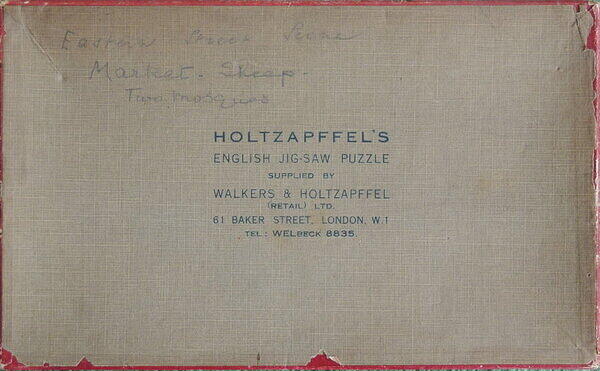 Eastern Street Scene
Market. Sheep.
Two mosques
HOLTZAPFFEL'S
ENGLISH JIG-SAW PUZZLE
SUPPLIED BY
WALKERS & HOLTZAPFFEL
(RETAIL) LTD.
61 BAKER STREET, LONDON, W.1
TEL: WELBECK 8835.